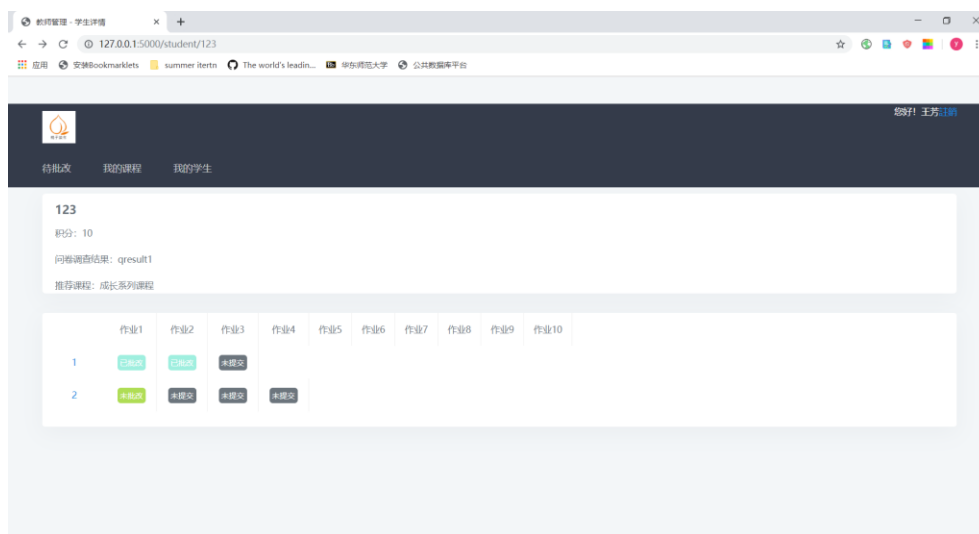 教师管理 - 学生详情
127.0.0.1:5000/student/123
应用 安装Bookmarklets summer itertn The world's leadin... 华东师范大学 公共数据库平台
您好！王芳注销
待批改 我的课程 我的学生
123
积分：10
问卷调查结果：qresult1
推荐课程：成长系列课程
作业1 作业2 作业3 作业4 作业5 作业6 作业7 作业8 作业9 作业10
1 已批改 已批改 未提交
2 未批改 未提交 未提交 未提交